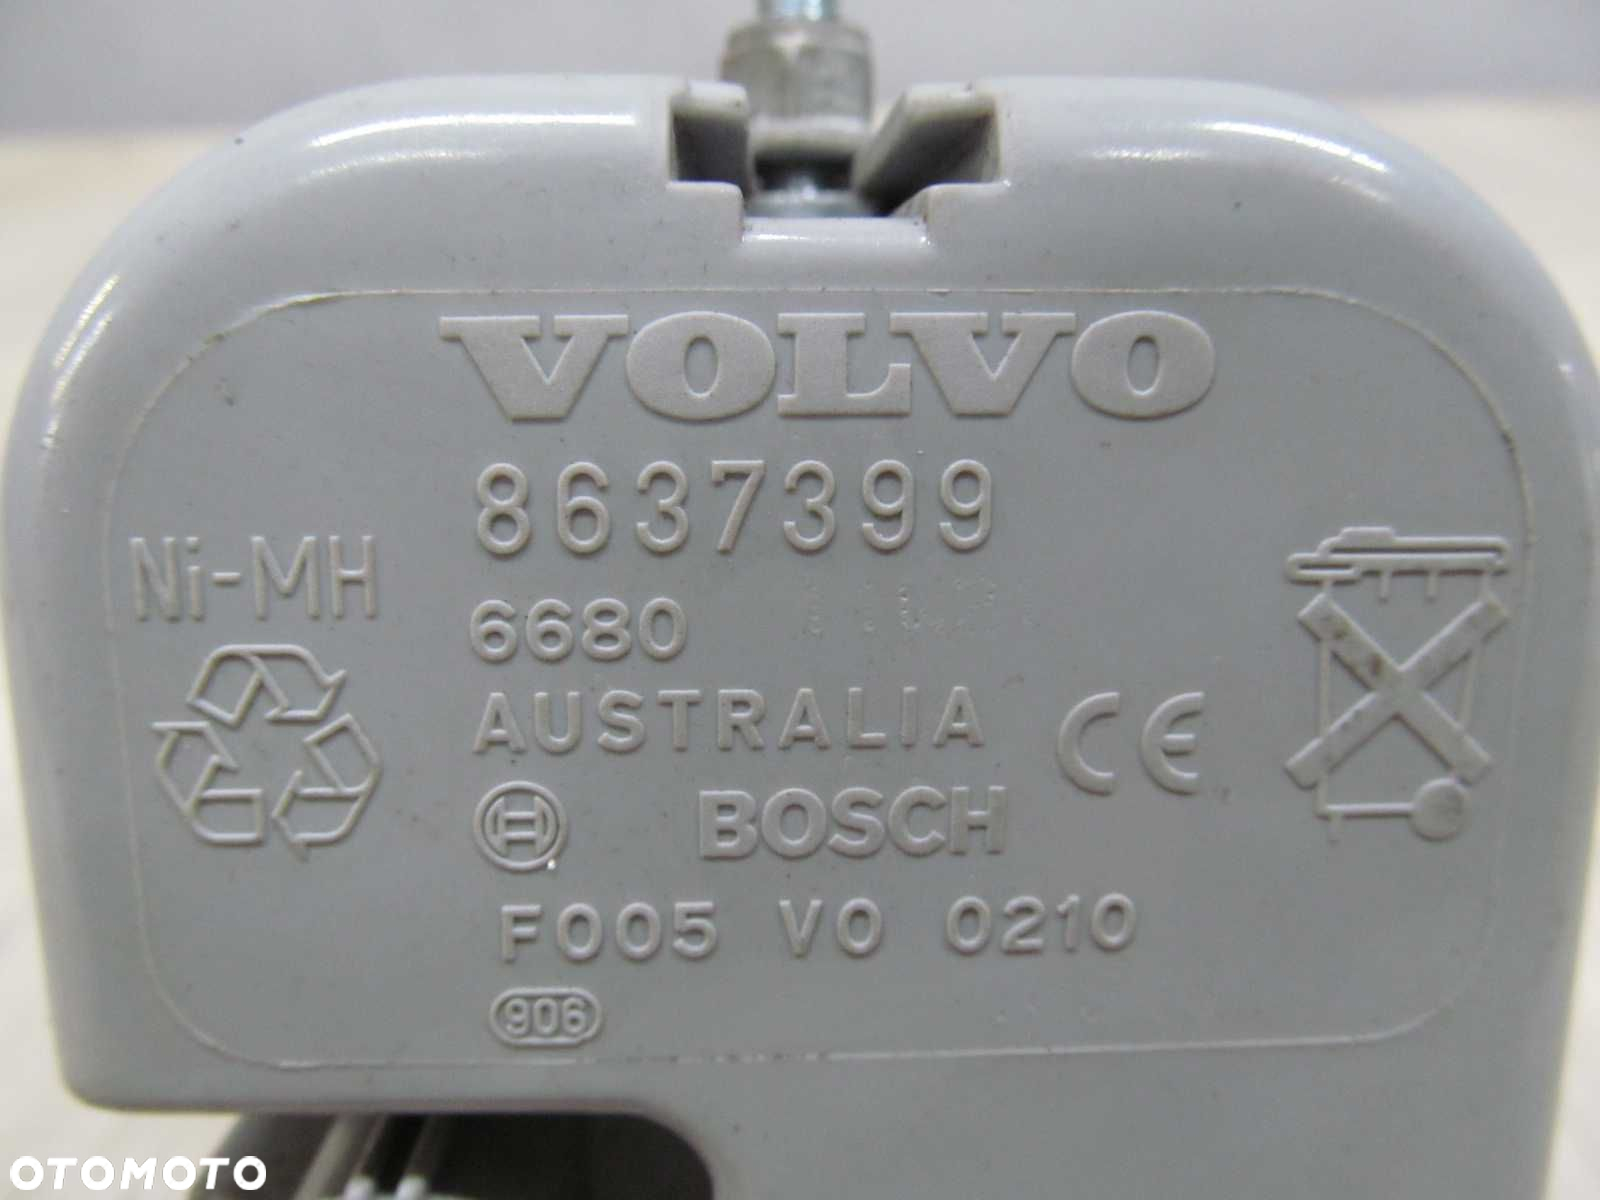 VOLVO
8637399
Ni-MH
6680
AUSTRALIA
CE
BOSCH
F005 V0 0210
906
OTOMOTO